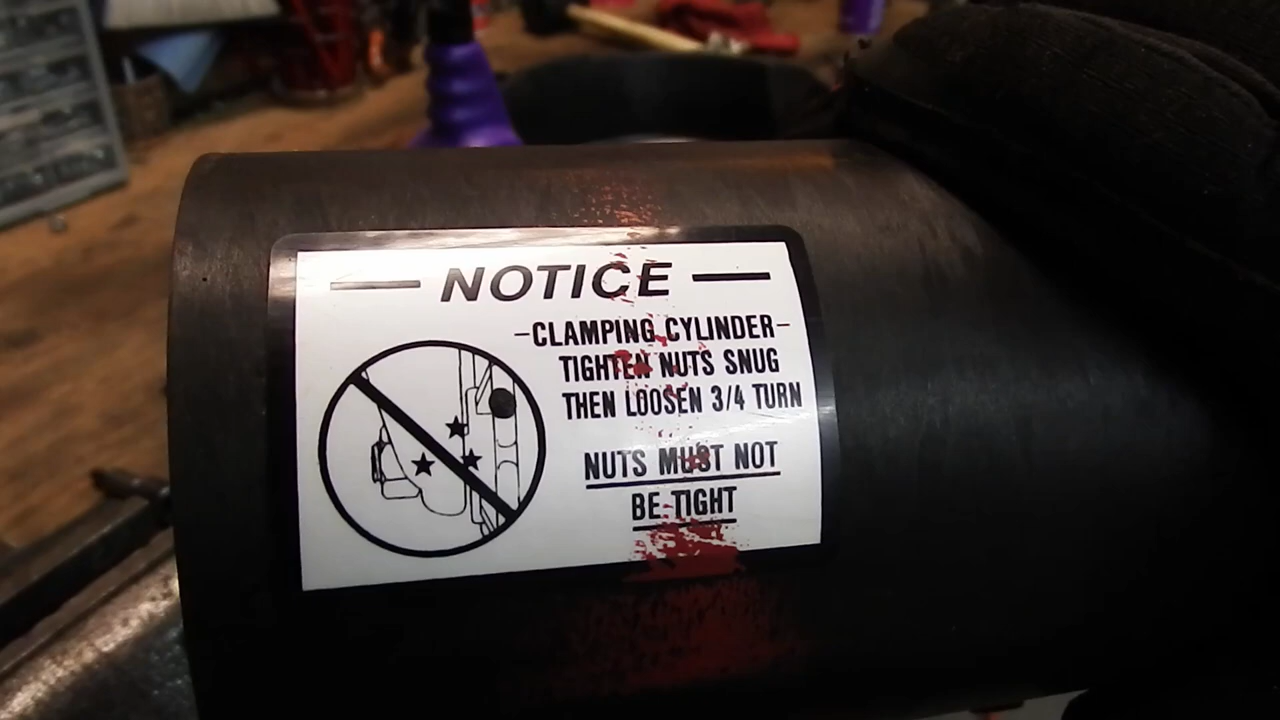 NOTICE
-CLAMPING CYLINDER-
TIGHTEN NUTS SNUG
THEN LOOSEN 3/4 TURN
NUTS MUST NOT
BE TIGHT